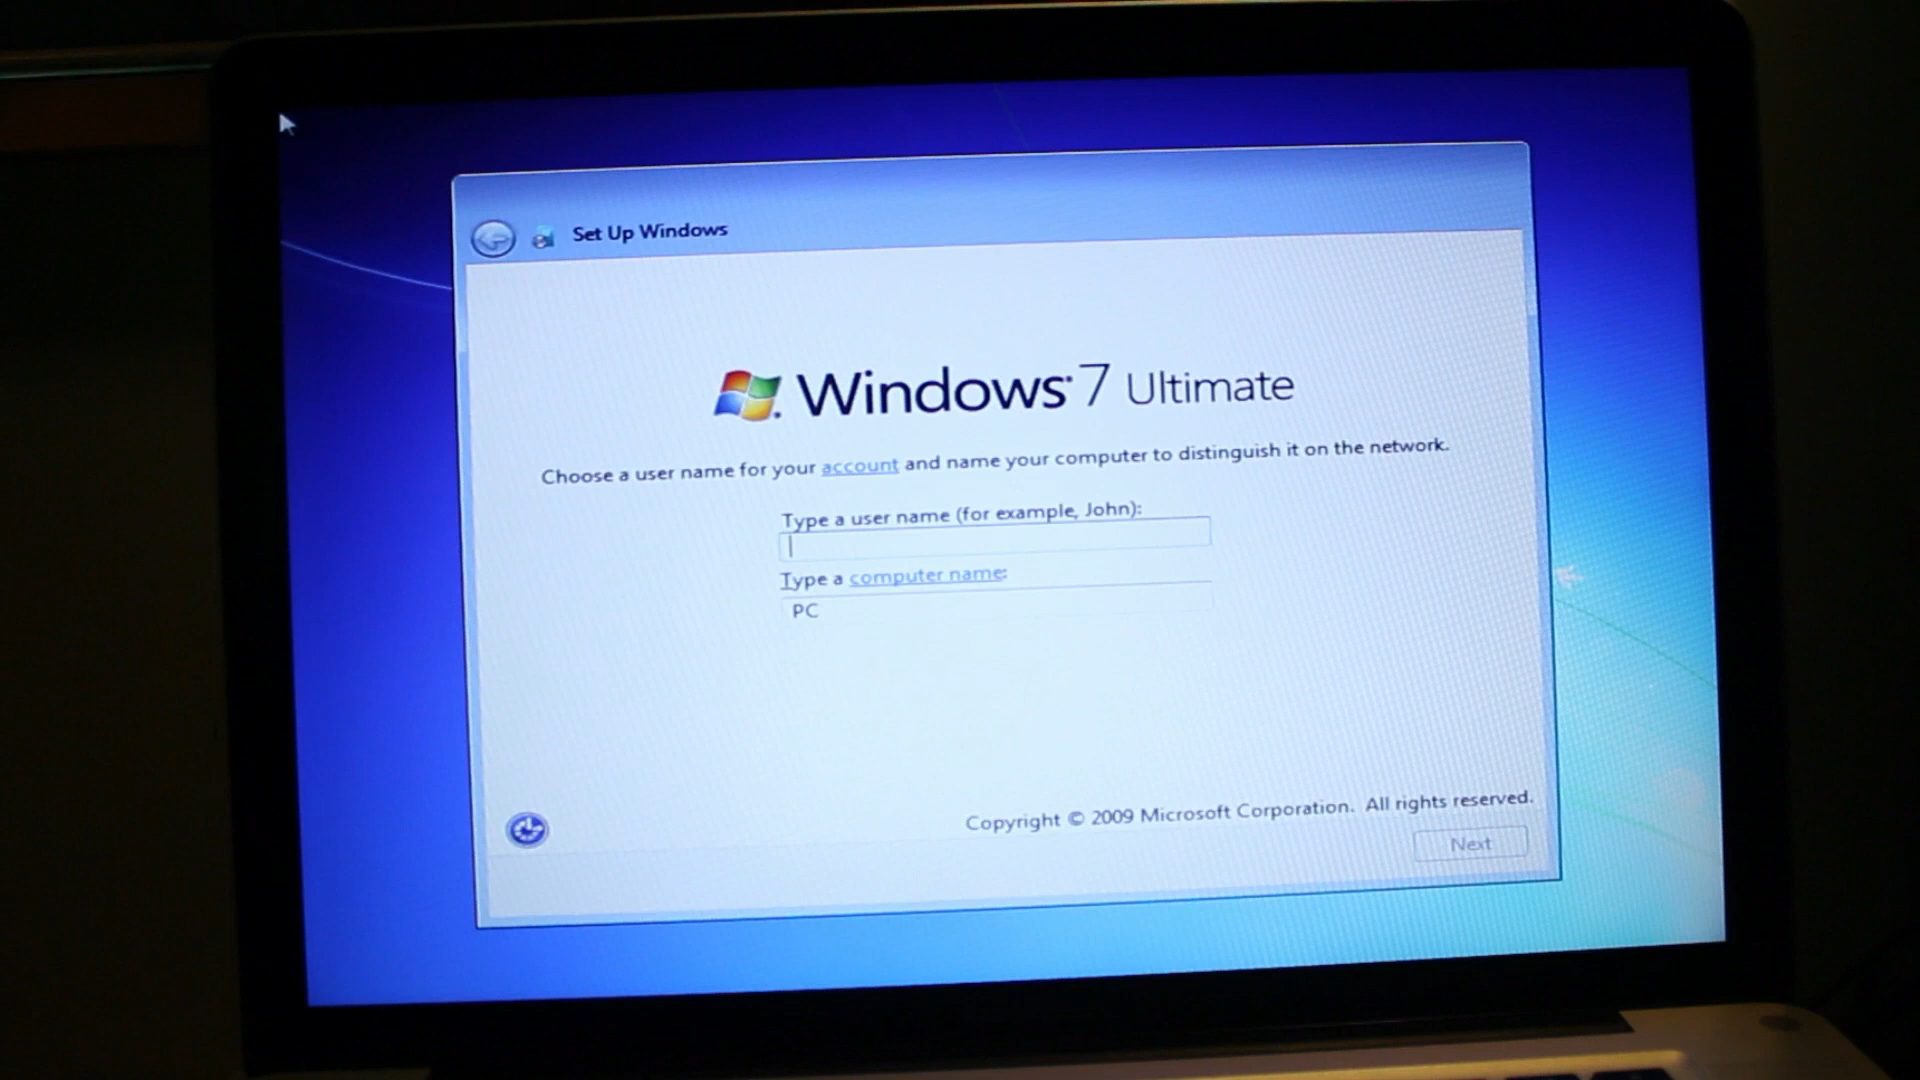 Set Up Windows
Windows 7 Ultimate
Choose a user name for your account and name your computer to distinguish it on the network.
Type a user name (for example, John):
Type a computer name:
PC
Copyright © 2009 Microsoft Corporation. All rights reserved.
Next